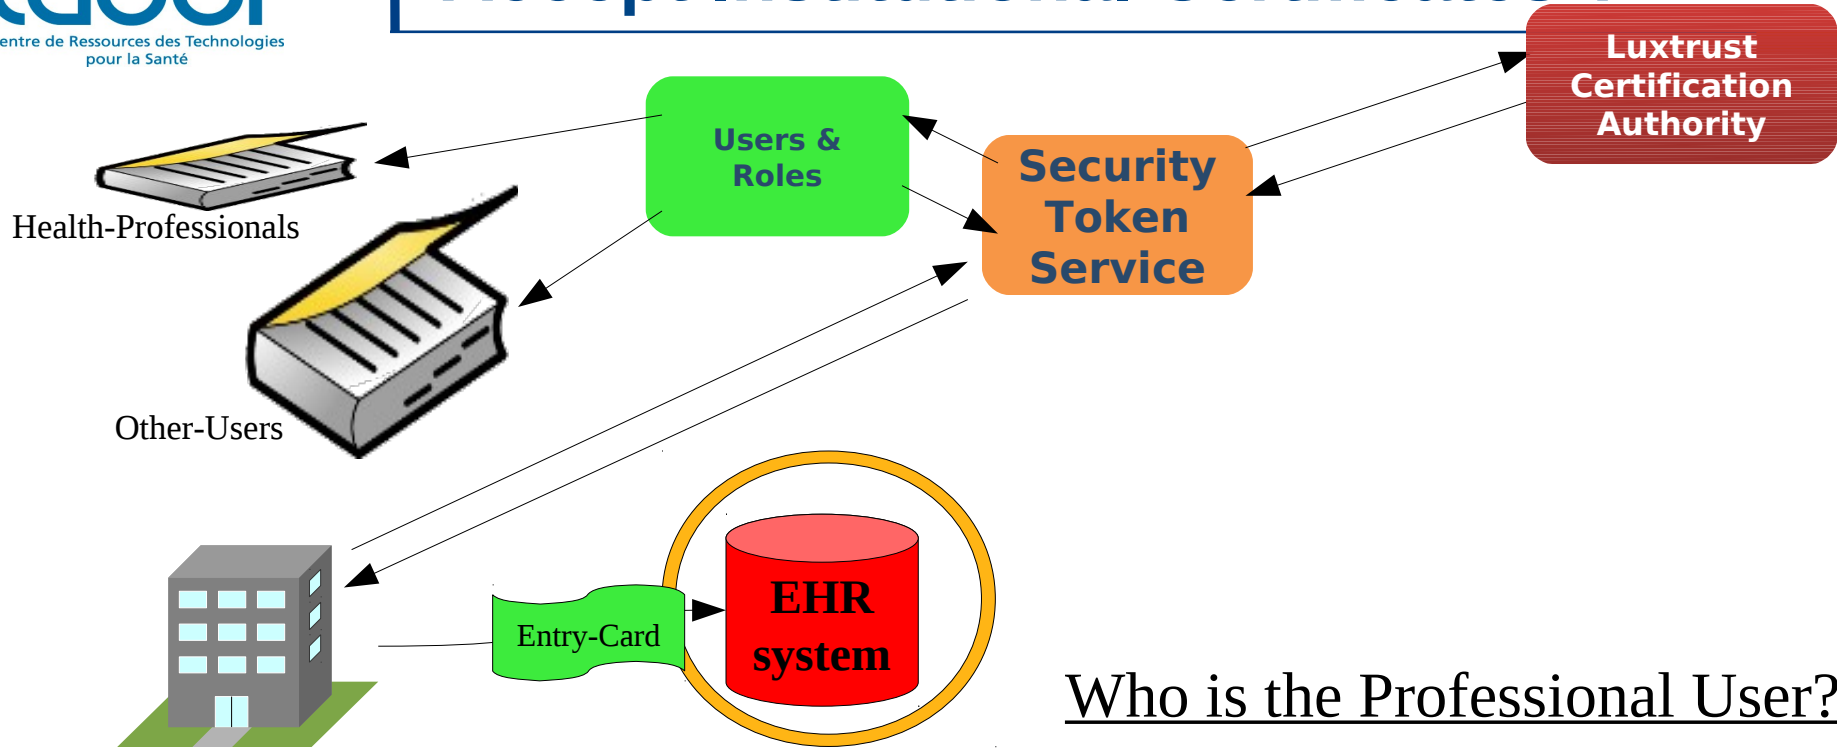 entre de Ressources des Technologies
pour la Santé
Luxtrust
Certification
Authority
Users &
Roles
Security
Token
Service
Health-Professionals
Other-Users
EHR
system
Entry-Card
Who is the Professional User?